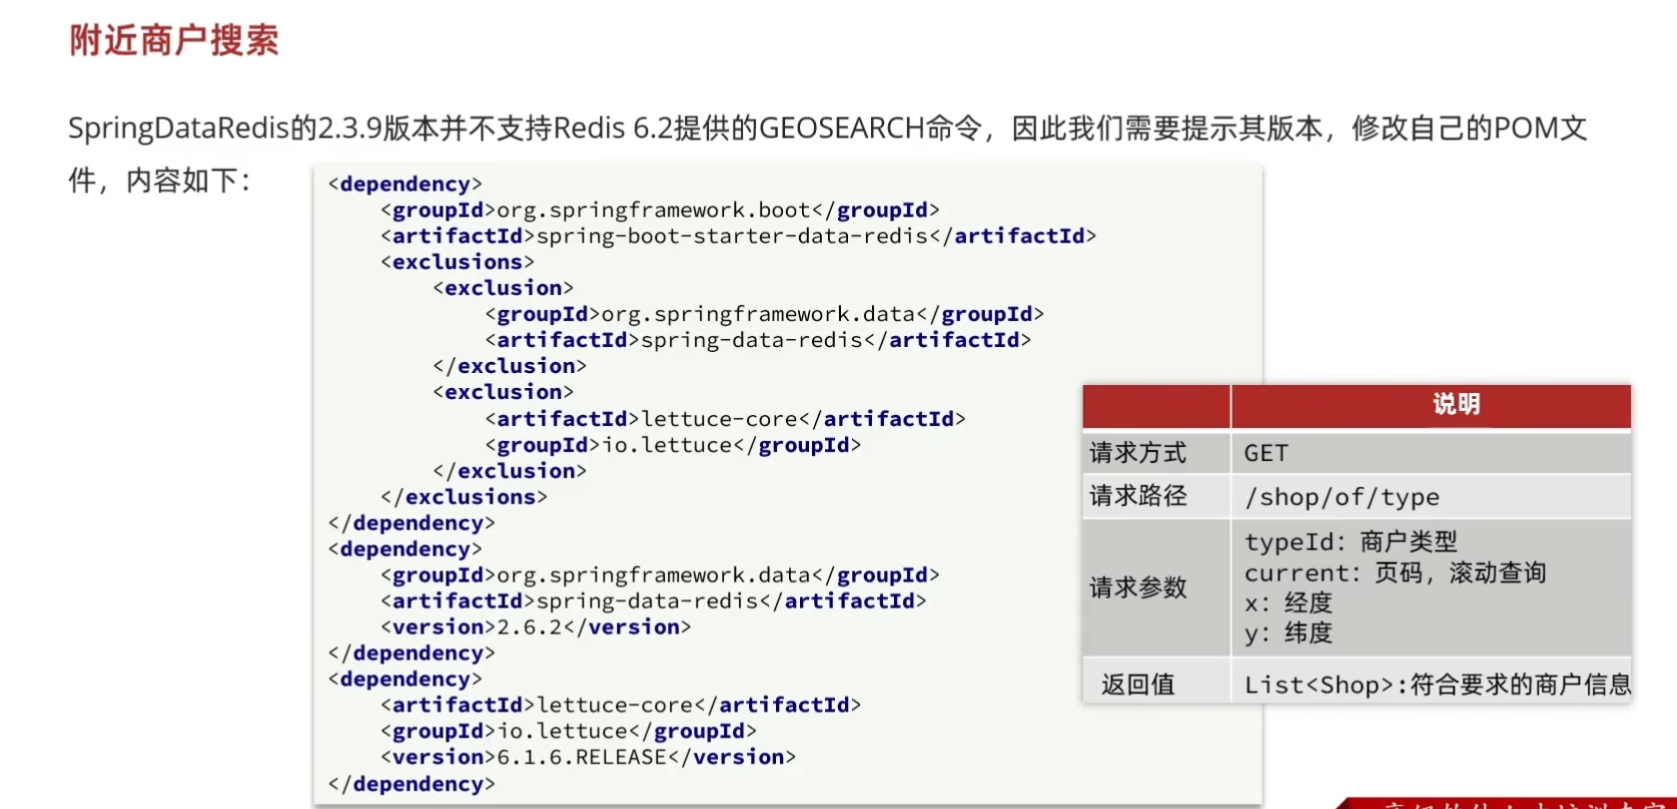 附近商户搜索
SpringDataRedis的2.3.9版本并不支持Redis 6.2提供的GEOSEARCH命令，因此我们需要提示其版本，修改自己的POM文
件，内容如下：
<dependency>
    <groupId>org.springframework.boot</groupId>
    <artifactId>spring-boot-starter-data-redis</artifactId>
    <exclusions>
        <exclusion>
            <groupId>org.springframework.data</groupId>
            <artifactId>spring-data-redis</artifactId>
        </exclusion>
        <exclusion>
            <artifactId>lettuce-core</artifactId>
            <groupId>io.lettuce</groupId>
        </exclusion>
    </exclusions>
</dependency>
<dependency>
    <groupId>org.springframework.data</groupId>
    <artifactId>spring-data-redis</artifactId>
    <version>2.6.2</version>
</dependency>
<dependency>
    <artifactId>lettuce-core</artifactId>
    <groupId>io.lettuce</groupId>
    <version>6.1.6.RELEASE</version>
</dependency>
说明
请求方式 GET
请求路径 /shop/of/type
请求参数
typeId：商户类型
current：页码，滚动查询
x：经度
y：纬度
返回值 List<Shop>:符合要求的商户信息